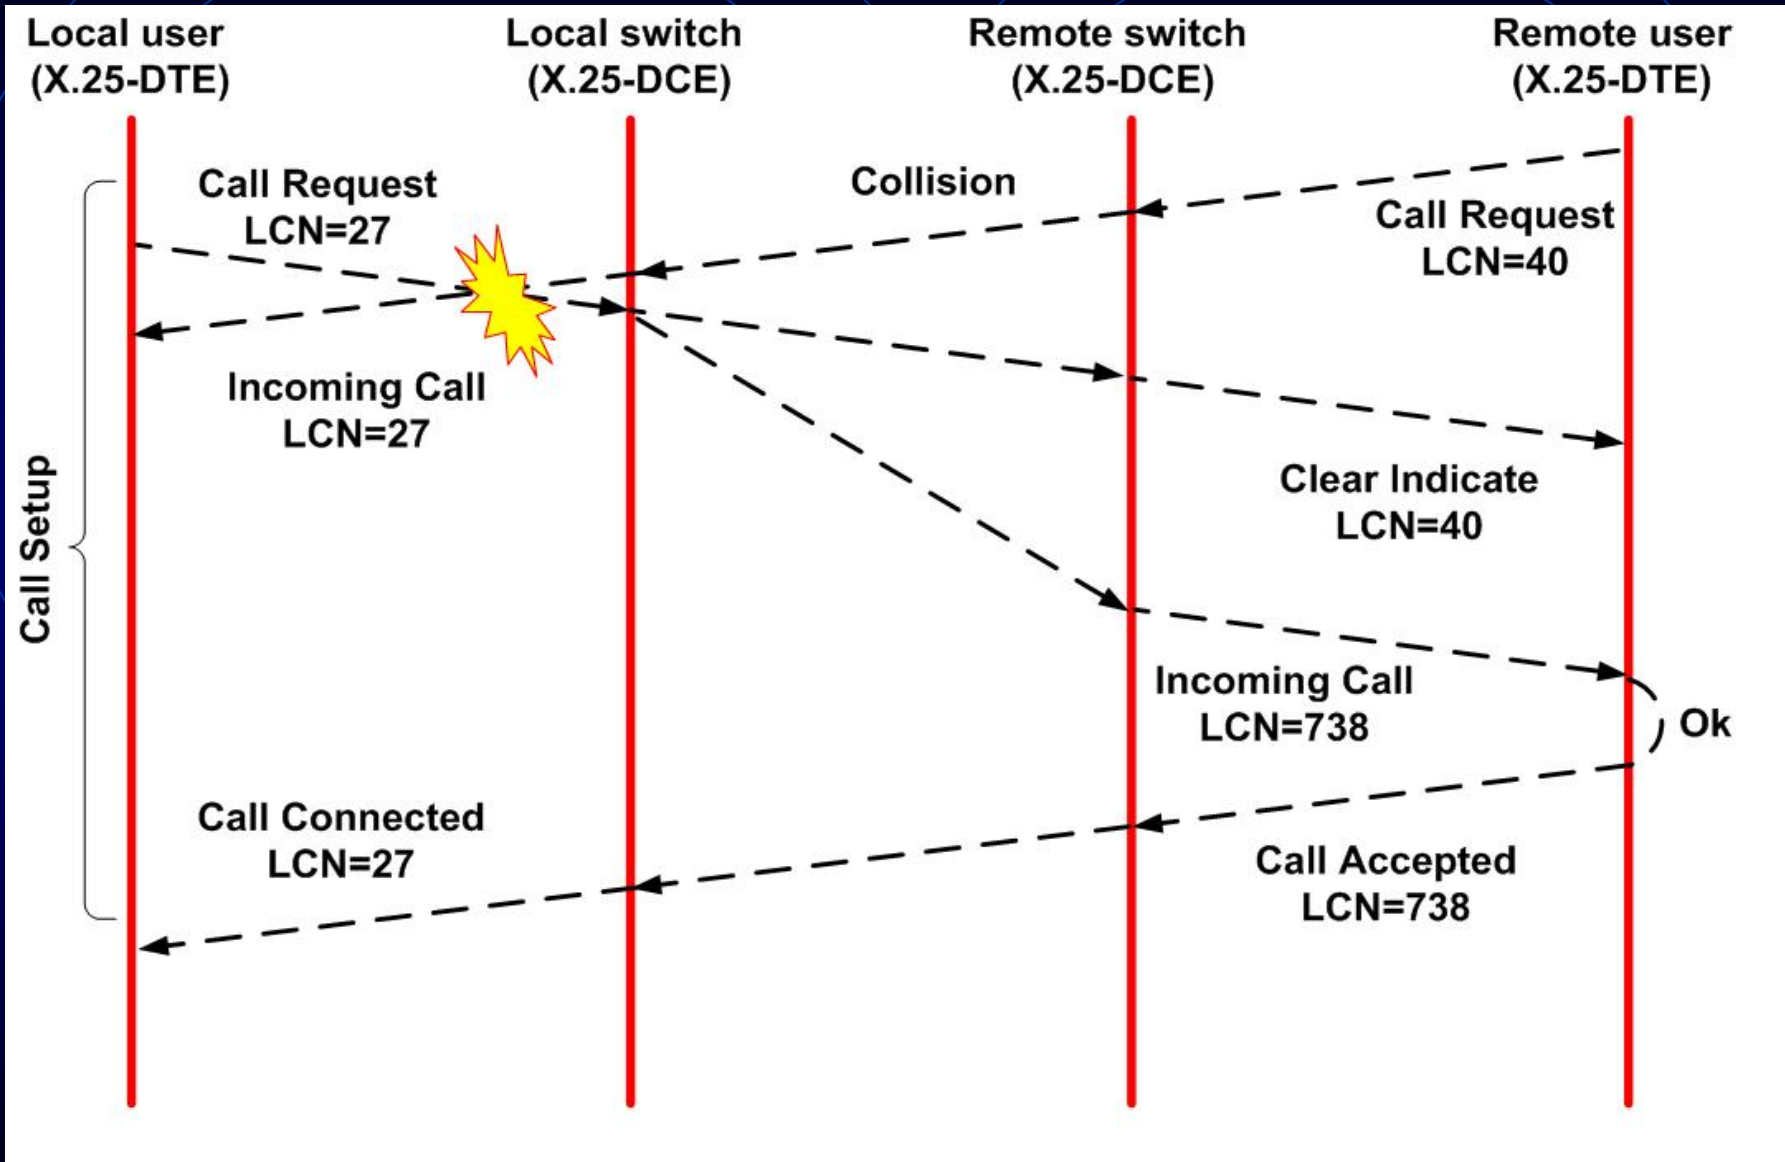 Local user
(X.25-DTE)
Local switch
(X.25-DCE)
Remote switch
(X.25-DCE)
Remote user
(X.25-DTE)
Call Request
LCN=27
Collision
Call Request
LCN=40
Incoming Call
LCN=27
Clear Indicate
LCN=40
Call Setup
Incoming Call
LCN=738
Ok
Call Connected
LCN=27
Call Accepted
LCN=738